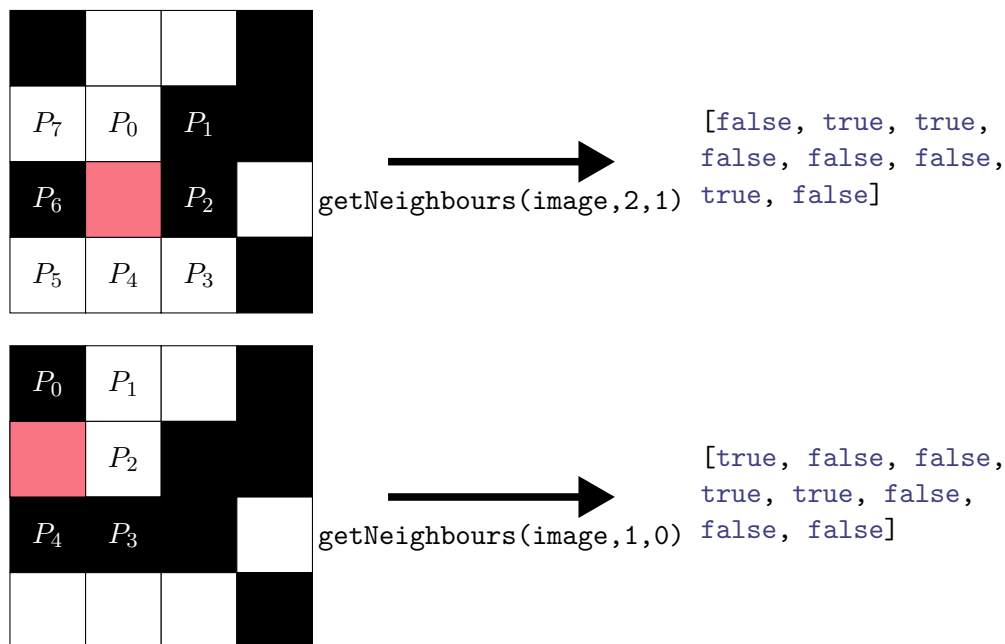 P7 P0 P1
P6 P2
P5 P4 P3
getNeighbours(image,2,1)
[false, true, true,
false, false, false,
true, false]
P0 P1
P2
P4 P3
getNeighbours(image,1,0)
[true, false, false,
true, true, false,
false, false]